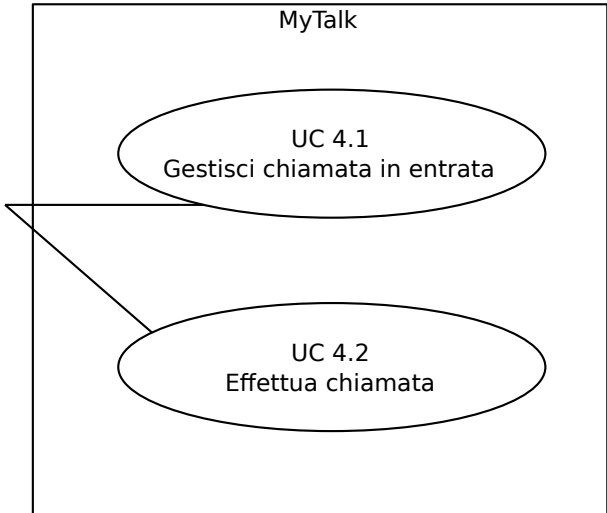 MyTalk
UC 4.1
Gestisci chiamata in entrata
UC 4.2
Effettua chiamata